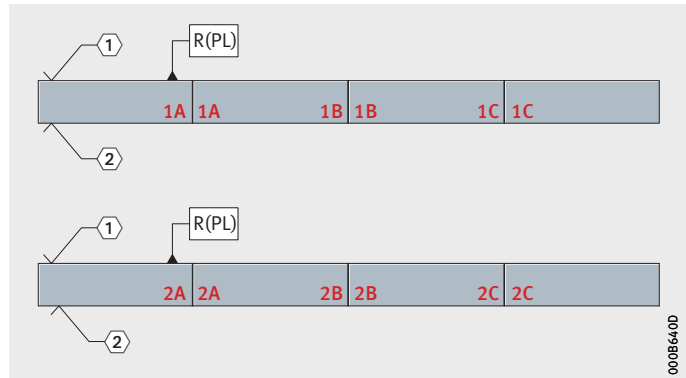 1 R(PL)
1A 1A 1B 1B 1C 1C
2
1 R(PL)
2A 2A 2B 2B 2C 2C
2
000B640D